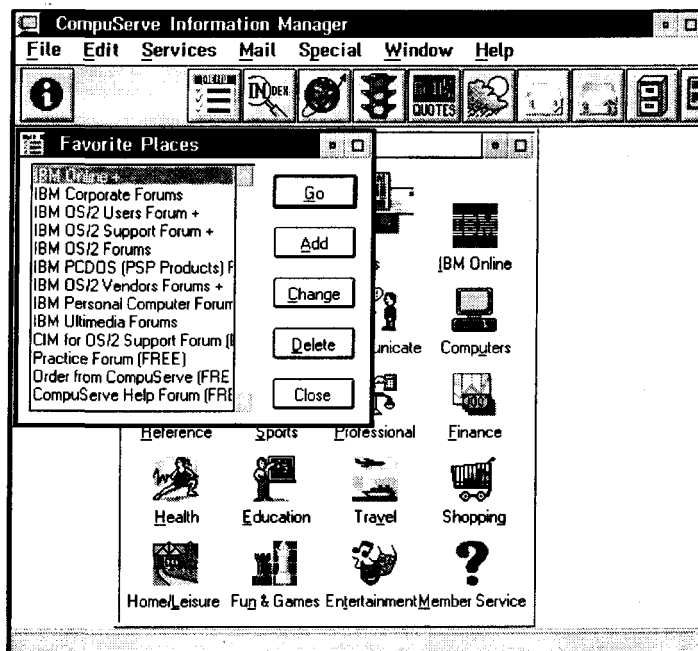 CompuServe Information Manager
File Edit Services Mail Special Window Help
MENU INDEX QUOTES
Favorite Places
IBM Online +
IBM Corporate Forums
IBM OS/2 Users Forum +
IBM OS/2 Support Forum +
IBM OS/2 Forums
IBM PCDOS (PSP Products) F
IBM OS/2 Vendors Forums +
IBM Personal Computer Forum
IBM Ultimedia Forums
CIM for OS/2 Support Forum (
Practice Forum (FREE)
Order from CompuServe (FRE
CompuServe Help Forum (FRE
Go
Add
Change
Delete
Close
IBM
s IBM Online
unicate Computers
Reference Sports Professional Finance
Health Education Travel Shopping
Home/Leisure Fun & Games Entertainment Member Service